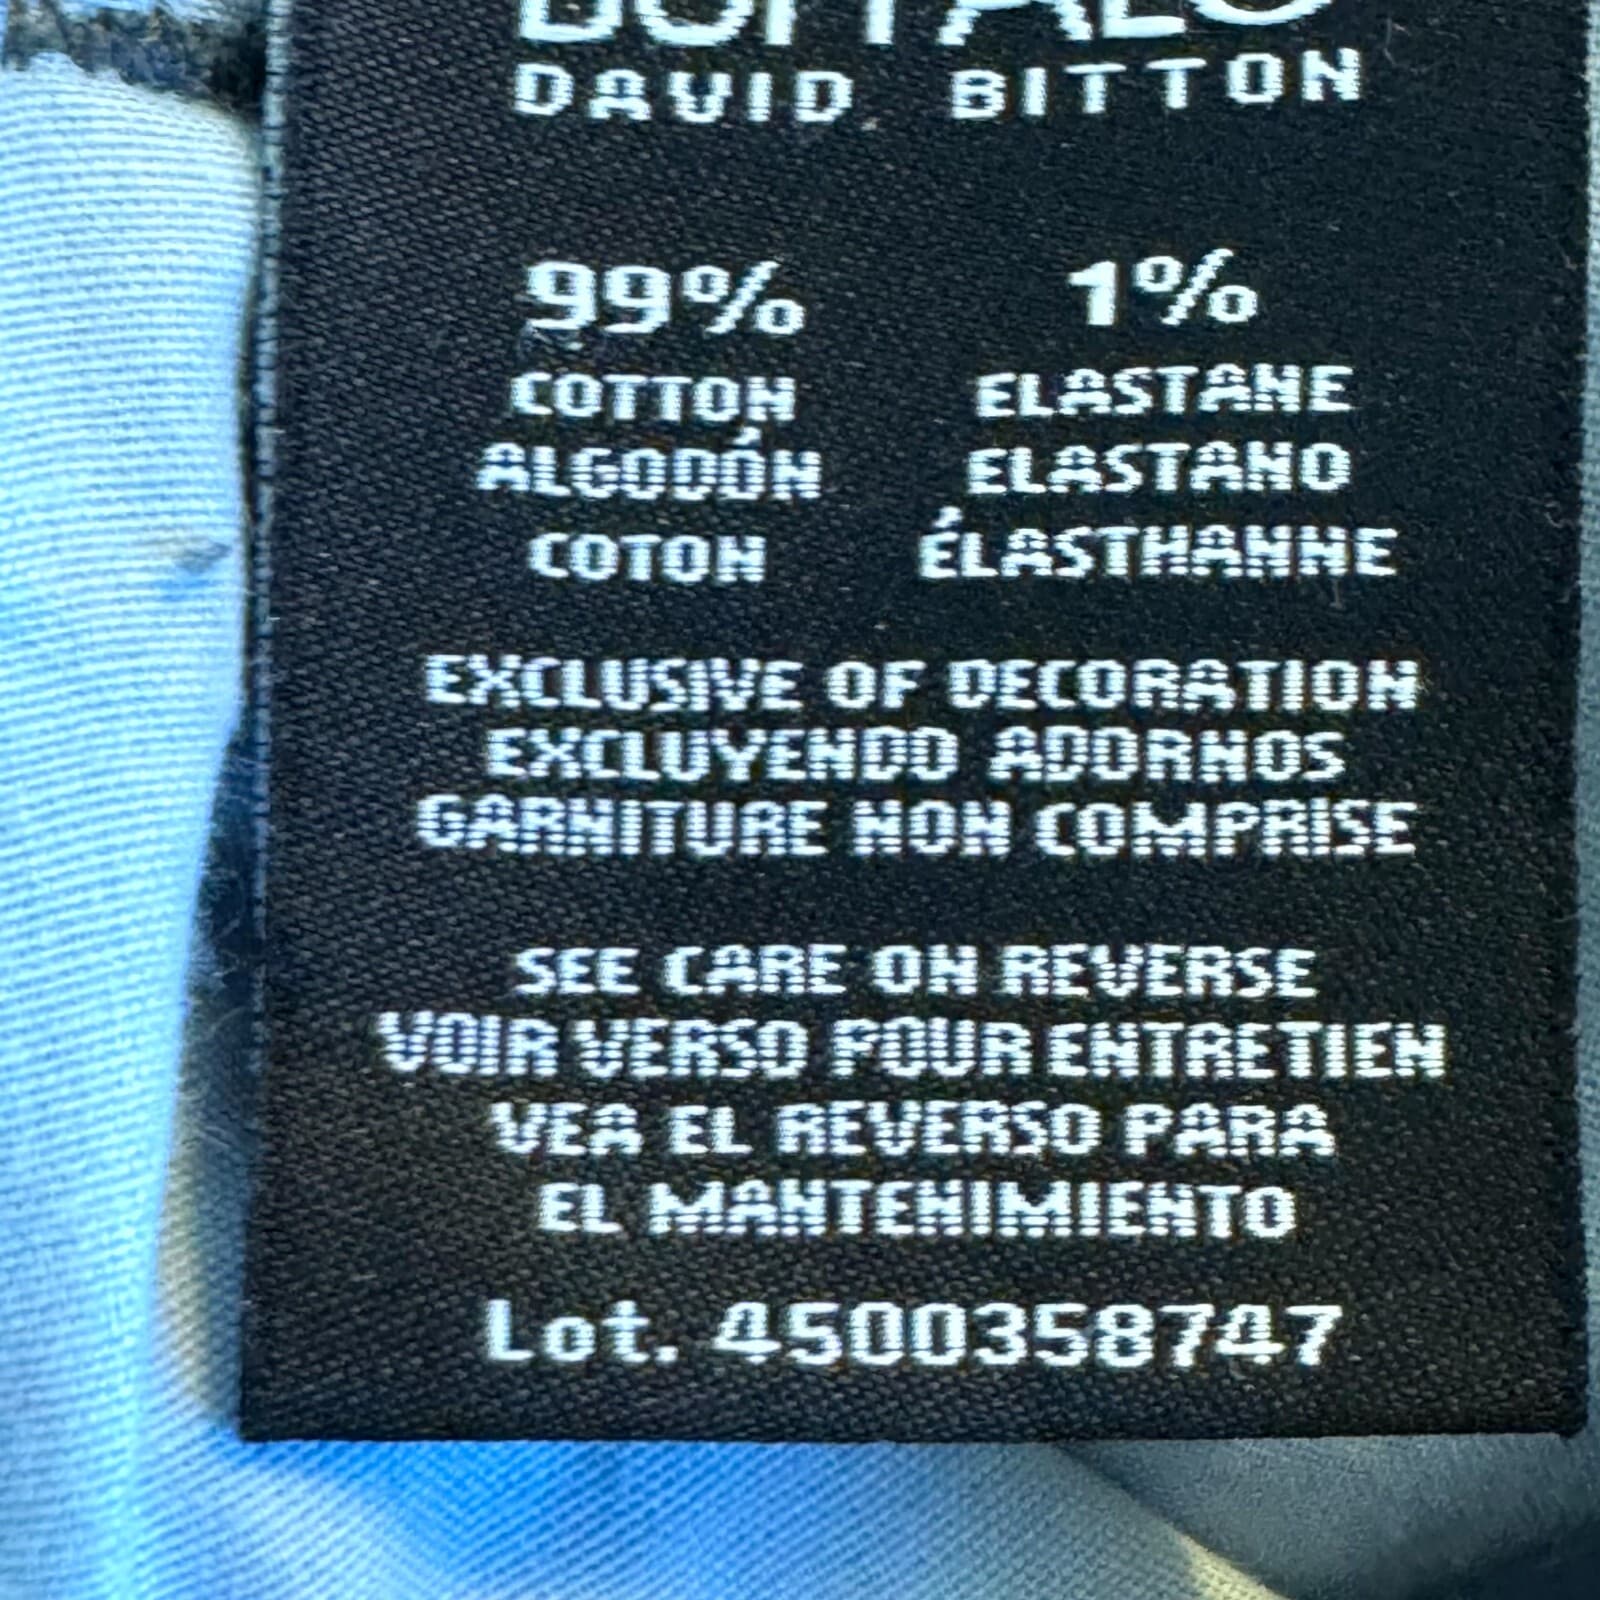 BUFFALO
DAVID BITTON
99% 1%
COTTON ELASTANE
ALGODÓN ELASTANO
COTON ÉLASTHANNE
EXCLUSIVE OF DECORATION
EXCLUYENDO ADORNOS
GARNITURE NON COMPRISE
SEE CARE ON REVERSE
VOIR VERSO POUR ENTRETIEN
VEA EL REVERSO PARA
EL MANTENIMIENTO
Lot. 4500358747